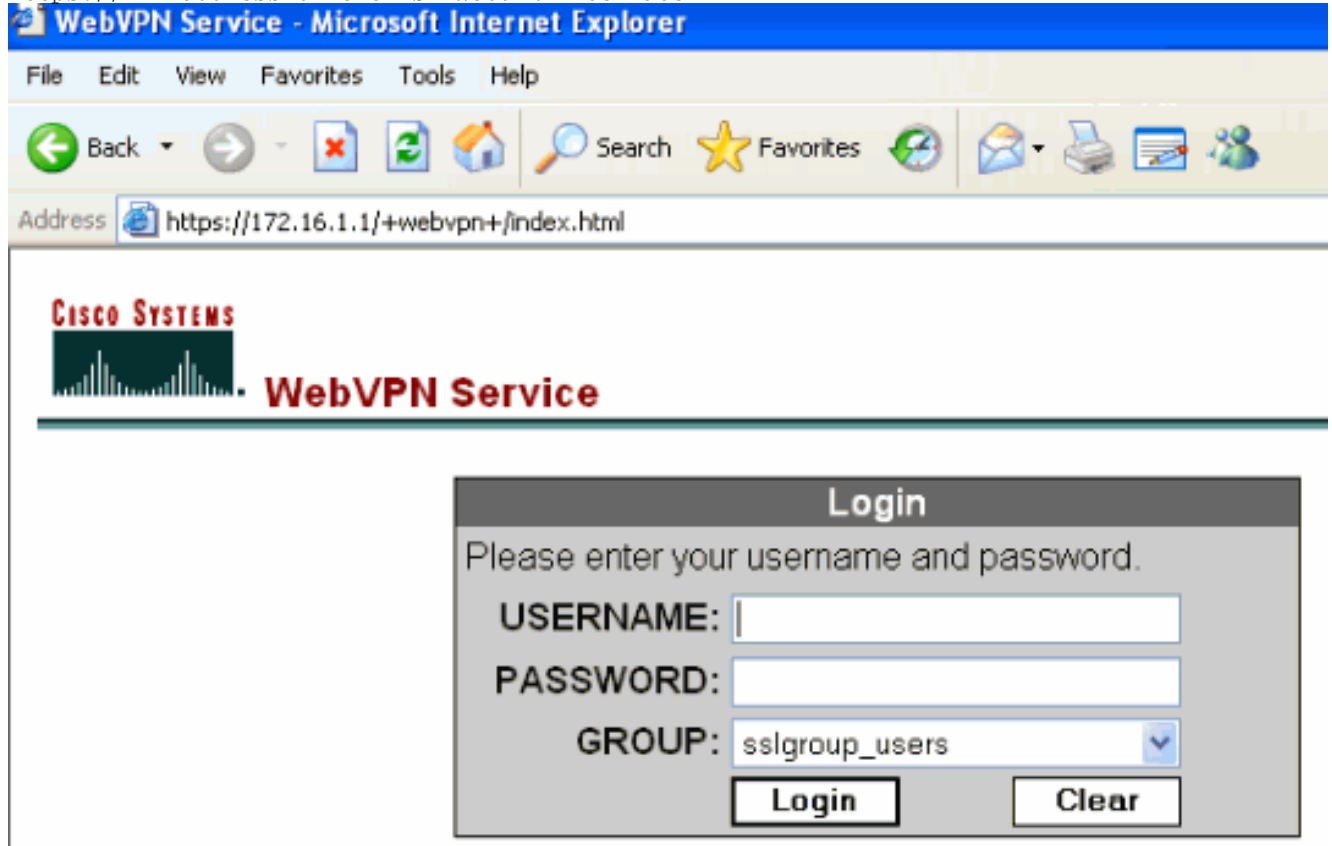 WebVPN Service - Microsoft Internet Explorer
File Edit View Favorites Tools Help
Back Search Favorites
Address https://172.16.1.1/+webvpn+/index.html
CISCO SYSTEMS
WebVPN Service
Login
Please enter your username and password.
USERNAME:
PASSWORD:
GROUP: sslgroup_users
Login Clear